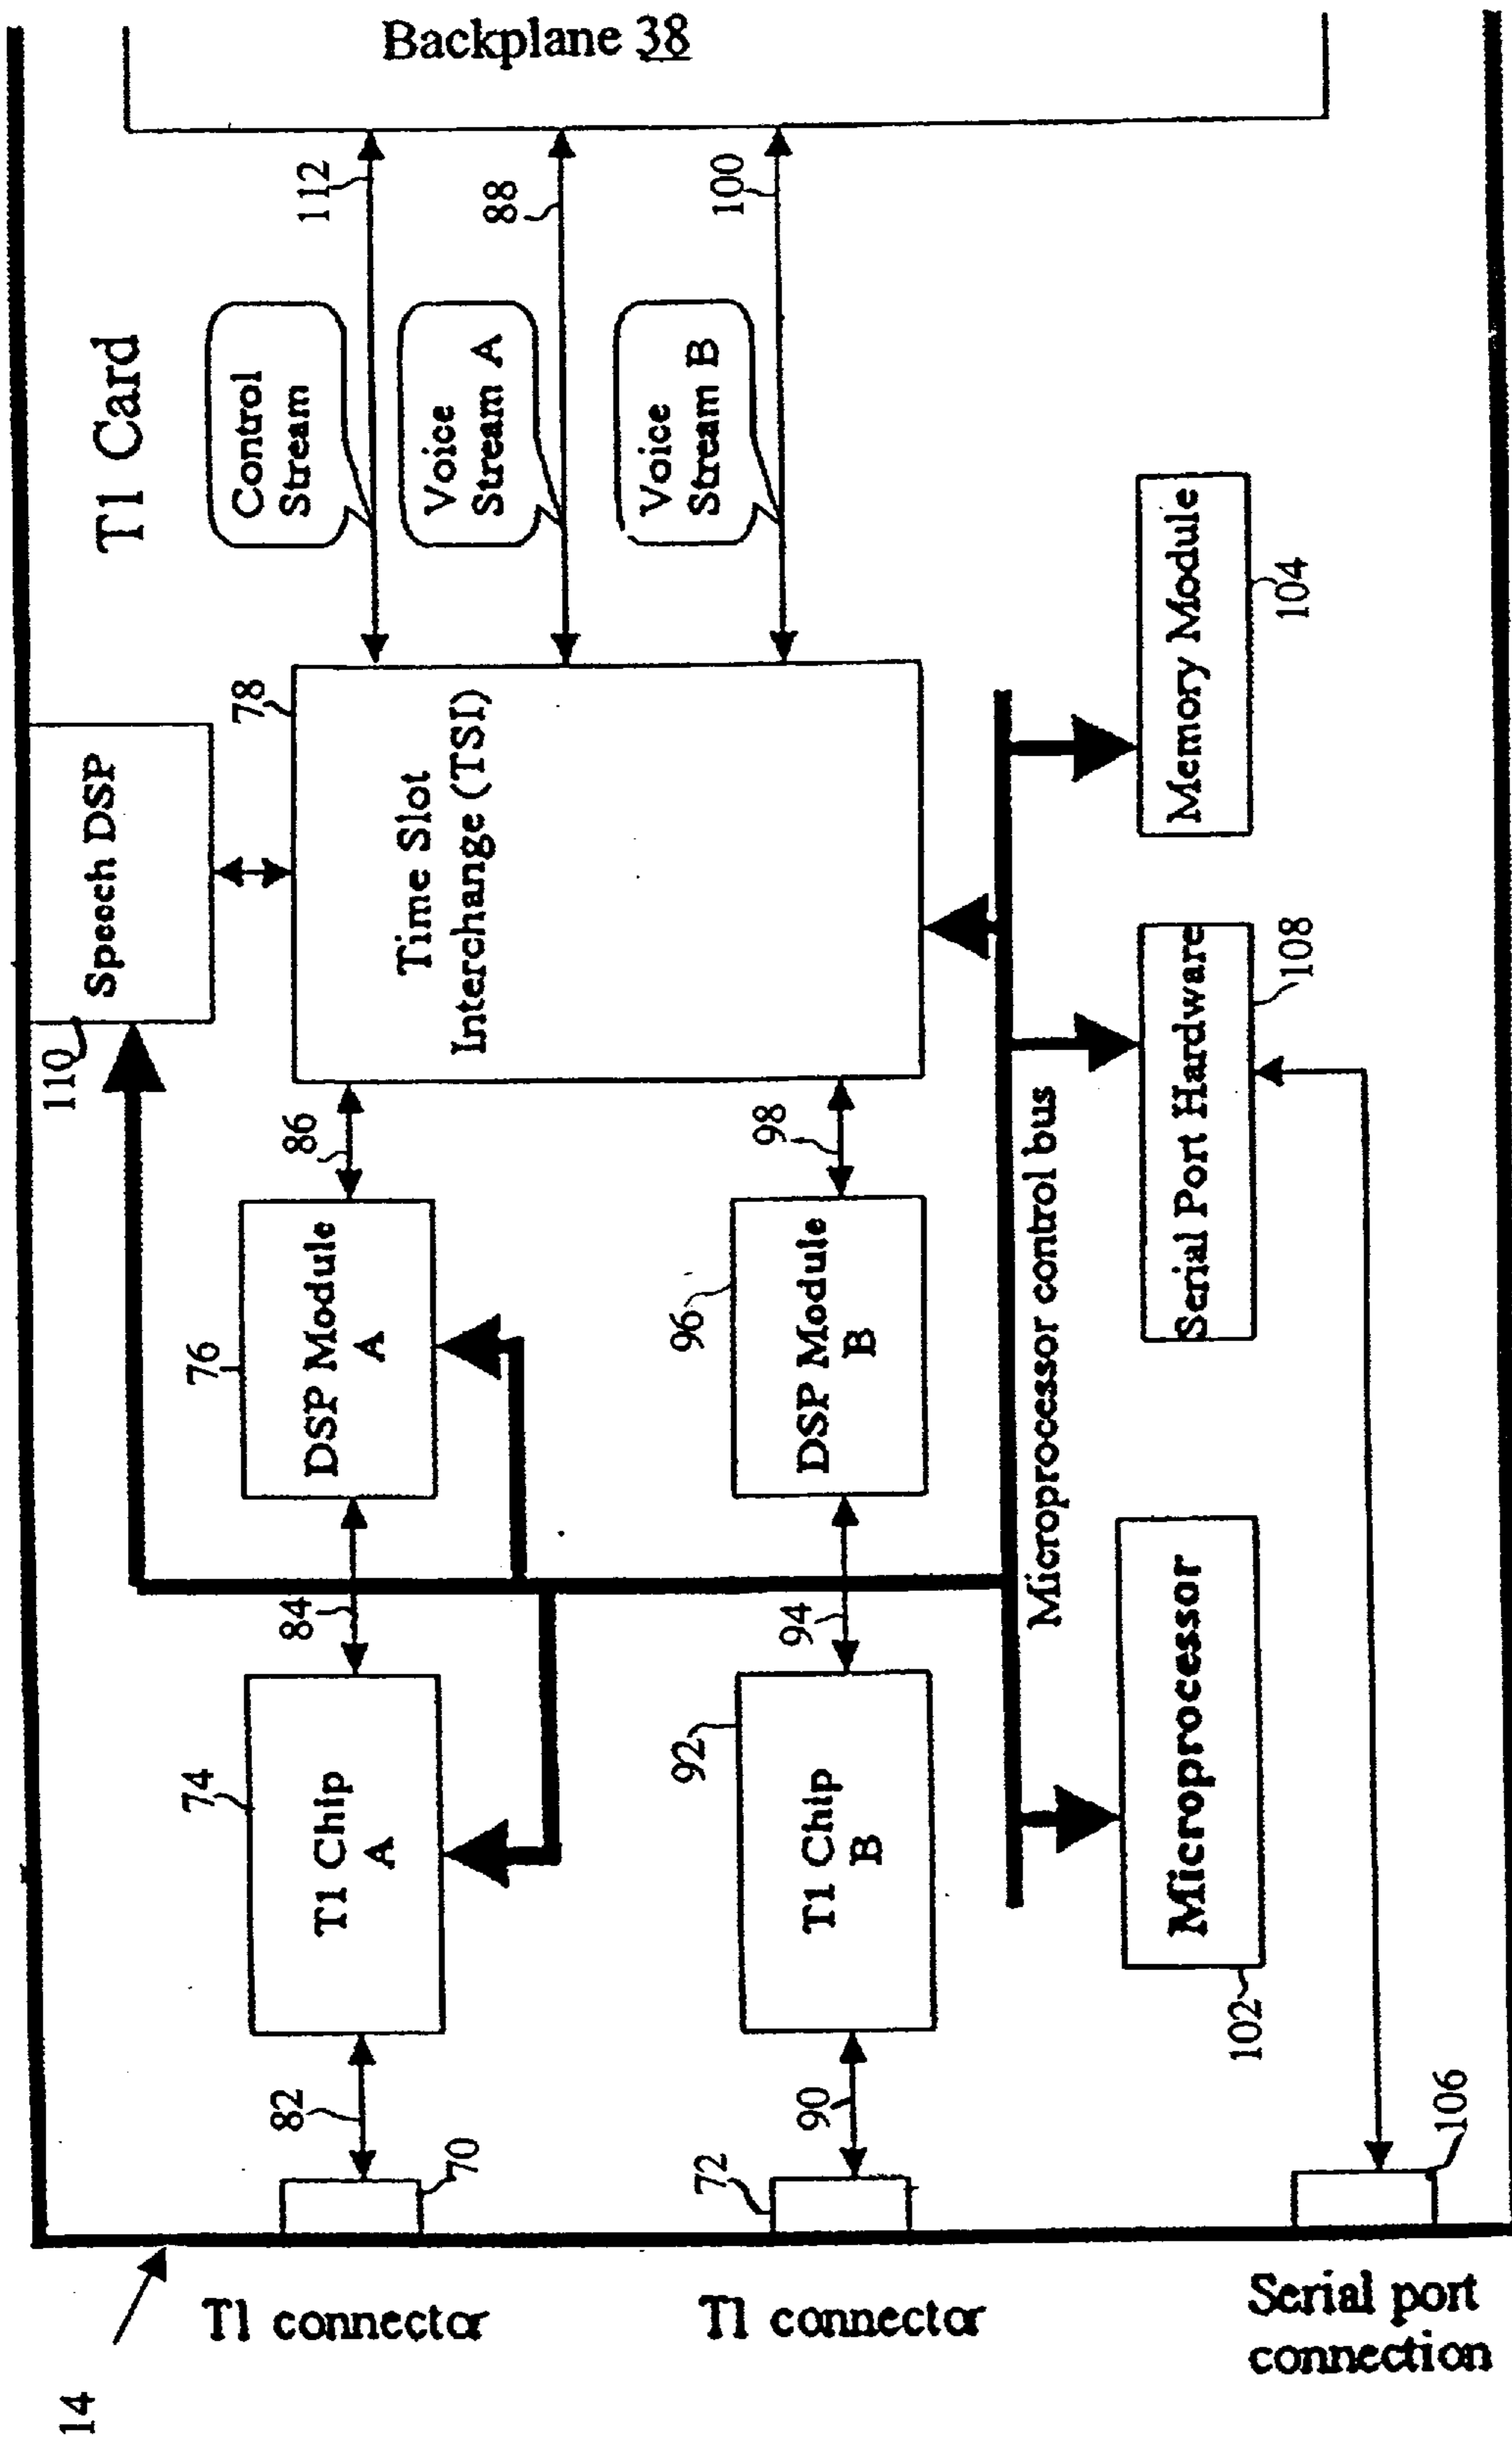 14
T1 Card
T1 connector
70
82
74
T1 Chip
A
84
76
DSP Module
A
86
110
Speech DSP
78
Time Slot
Interchange (TSI)
Control
Stream
112
Voice
Stream A
88
Voice
Stream B
100
Backplane 38
T1 connector
72
90
92
T1 Chip
B
94
96
DSP Module
B
98
Microprocessor control bus
Microprocessor
102
Serial Port Hardware
108
Memory Module
104
Serial port
connection
106